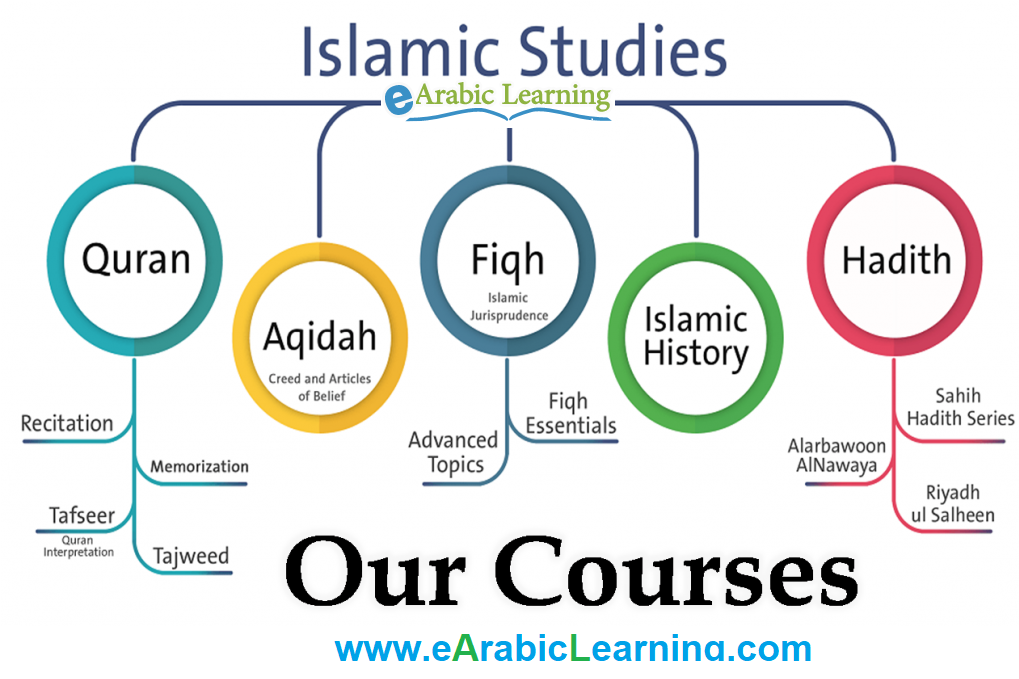 Islamic Studies
eArabic Learning
Quran
Aqidah
Creed and Articles
of Belief
Fiqh
Islamic
Jurisprudence
Islamic
History
Hadith
Recitation
Memorization
Tafseer
Quran
Interpretation
Tajweed
Advanced
Topics
Fiqh
Essentials
Sahih
Hadith Series
Alarbawoon
AlNawaya
Riyadh
ul Salheen
Our Courses
www.eArabicLearning.com